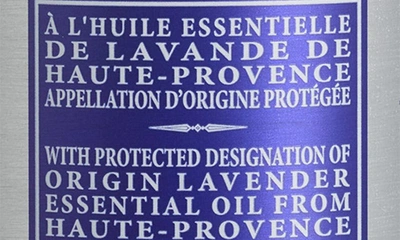 À L'HUILE ESSENTIELLE
DE LAVANDE DE
HAUTE-PROVENCE
APPELLATION D'ORIGINE PROTÉGÉE
WITH PROTECTED DESIGNATION OF
ORIGIN LAVENDER
ESSENTIAL OIL FROM
HAUTE-PROVENCE